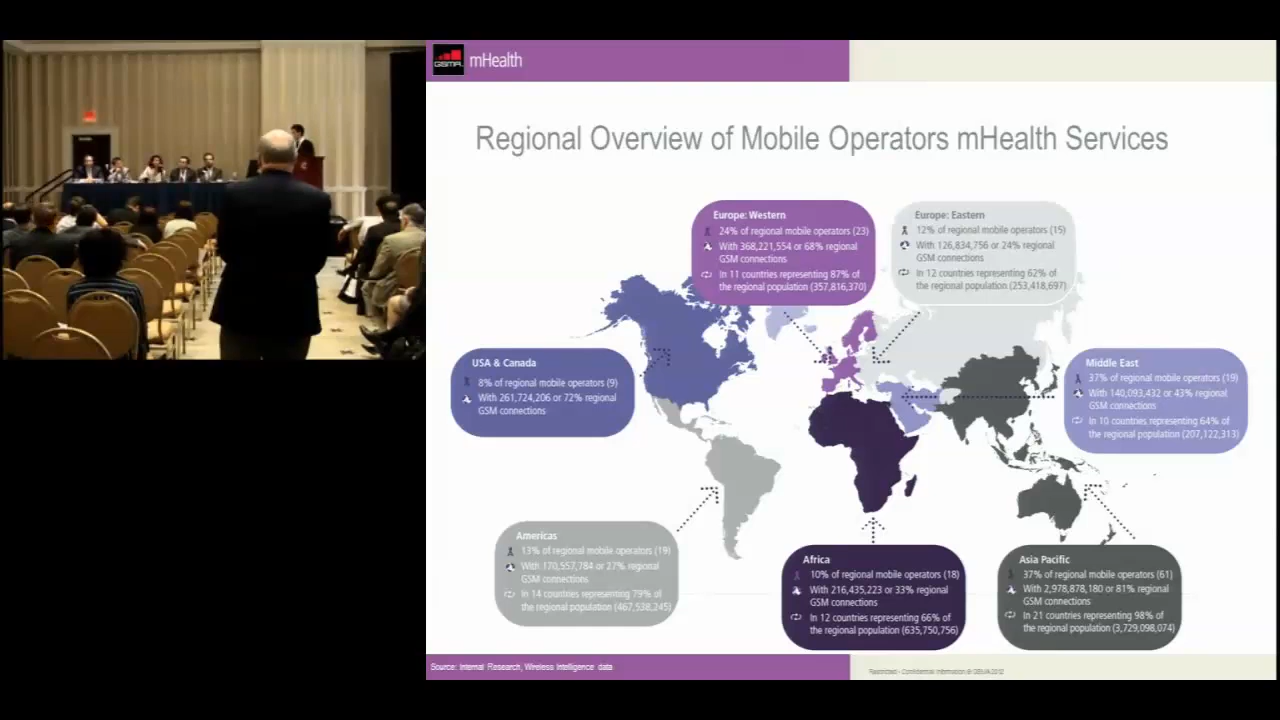 GSMA
mHealth
Regional Overview of Mobile Operators mHealth Services
Europe: Western
24% of regional mobile operators (23)
With 368,221,554 or 68% regional
GSM connections
In 11 countries representing 87% of
the regional population (357,816,370)
Europe: Eastern
12% of regional mobile operators (15)
With 126,834,756 or 24% regional
GSM connections
In 12 countries representing 62% of
the regional population (253,418,697)
USA & Canada
8% of regional mobile operators (9)
With 261,724,206 or 72% regional
GSM connections
Middle East
37% of regional mobile operators (19)
With 140,093,432 or 43% regional
GSM connections
In 10 countries representing 64% of
the regional population (207,122,313)
Americas
13% of regional mobile operators (19)
With 170,557,784 or 27% regional
GSM connections
In 14 countries representing 79% of
the regional population (467,538,245)
Africa
10% of regional mobile operators (18)
With 216,435,223 or 33% regional
GSM connections
In 12 countries representing 66% of
the regional population (635,750,756)
Asia Pacific
37% of regional mobile operators (61)
With 2,978,878,180 or 81% regional
GSM connections
In 21 countries representing 98% of
the regional population (3,729,098,074)
Source: Internal Research, Wireless Intelligence data
Restricted - Confidential Information © GSMA 2012